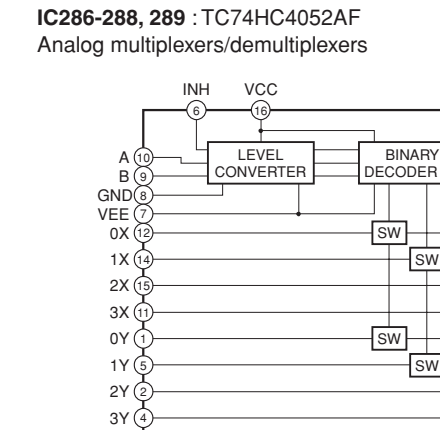 IC286-288, 289 : TC74HC4052AF
Analog multiplexers/demultiplexers
INH VCC
6 16
A 10
B 9
GND 8
VEE 7
0X 12
1X 14
2X 15
3X 11
0Y 1
1Y 5
2Y 2
3Y 4
LEVEL
CONVERTER
BINARY
DECODER
SW
SW
SW
SW